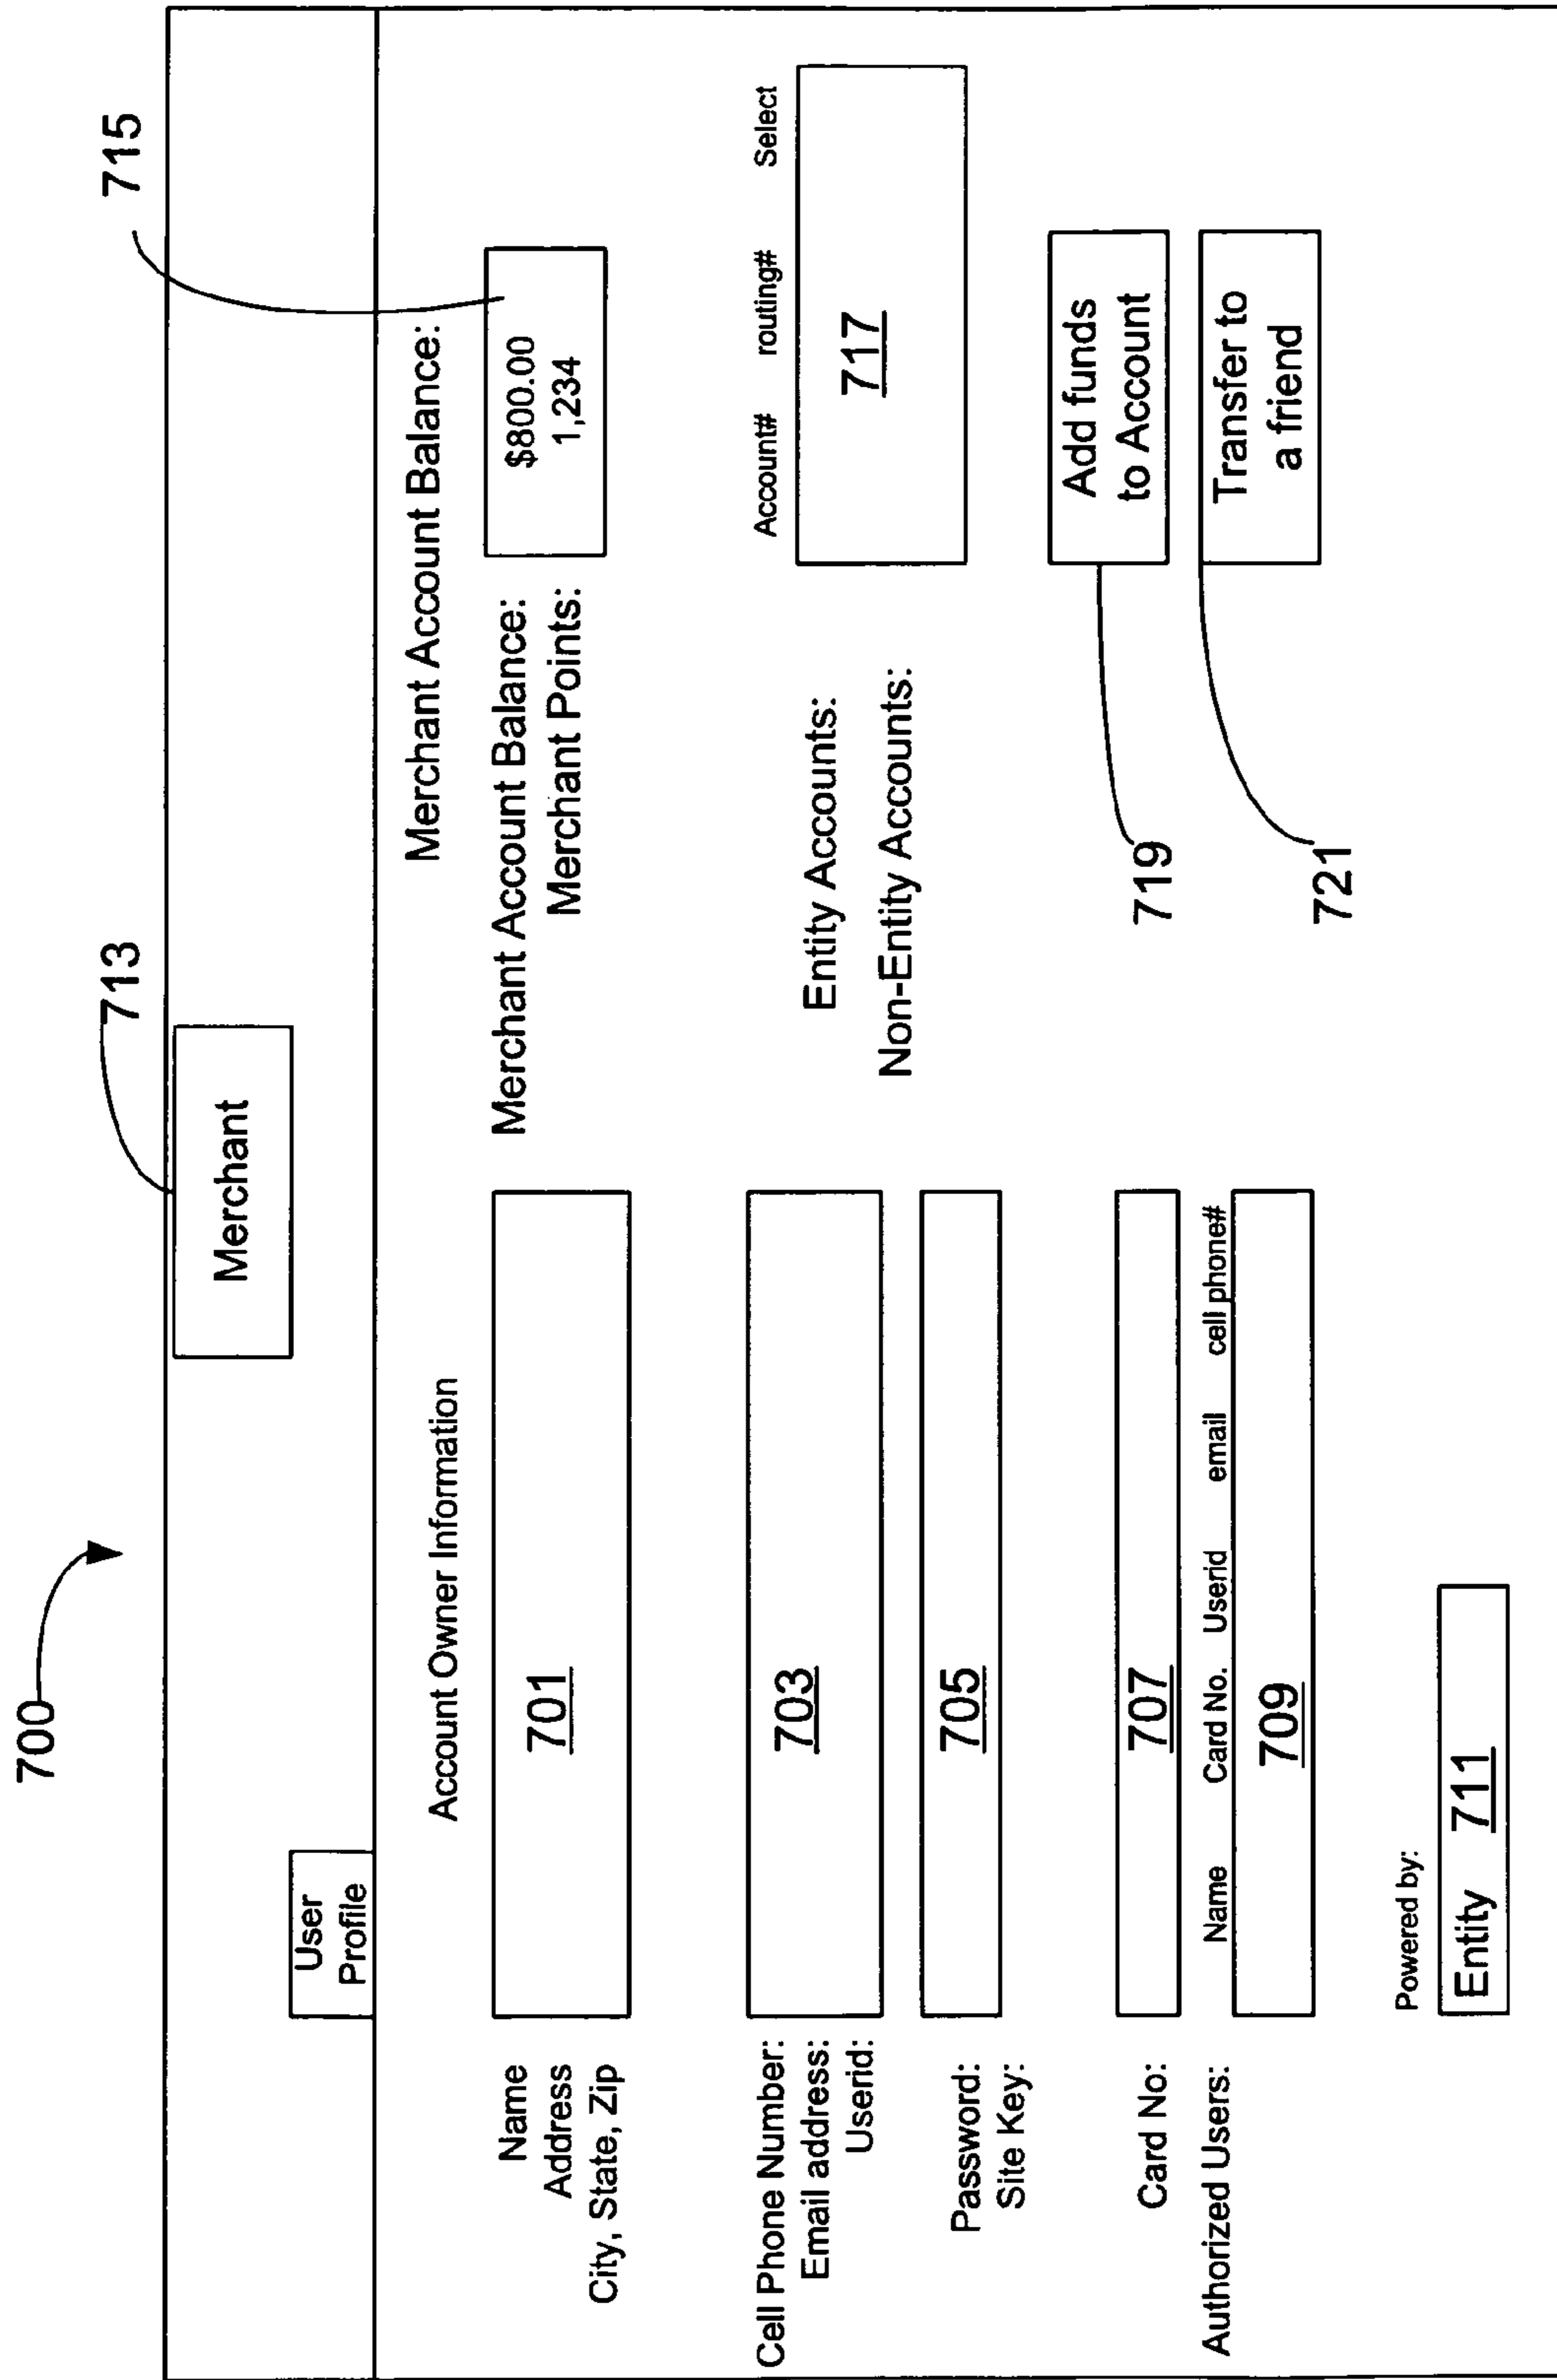 700
713
715
Merchant
User
Profile
Account Owner Information
Name
Address
City, State, Zip
701
Cell Phone Number:
Email address:
Userid:
703
Password:
Site Key:
705
Card No:
707
Authorized Users:
Name Card No. Userid email cell phone#
709
Powered by:
Entity 711
Merchant Account Balance:
Merchant Account Balance:
Merchant Points:
$800.00
1,234
Account# routing# Select
Entity Accounts:
Non-Entity Accounts:
717
Add funds
to Account
719
Transfer to
a friend
721